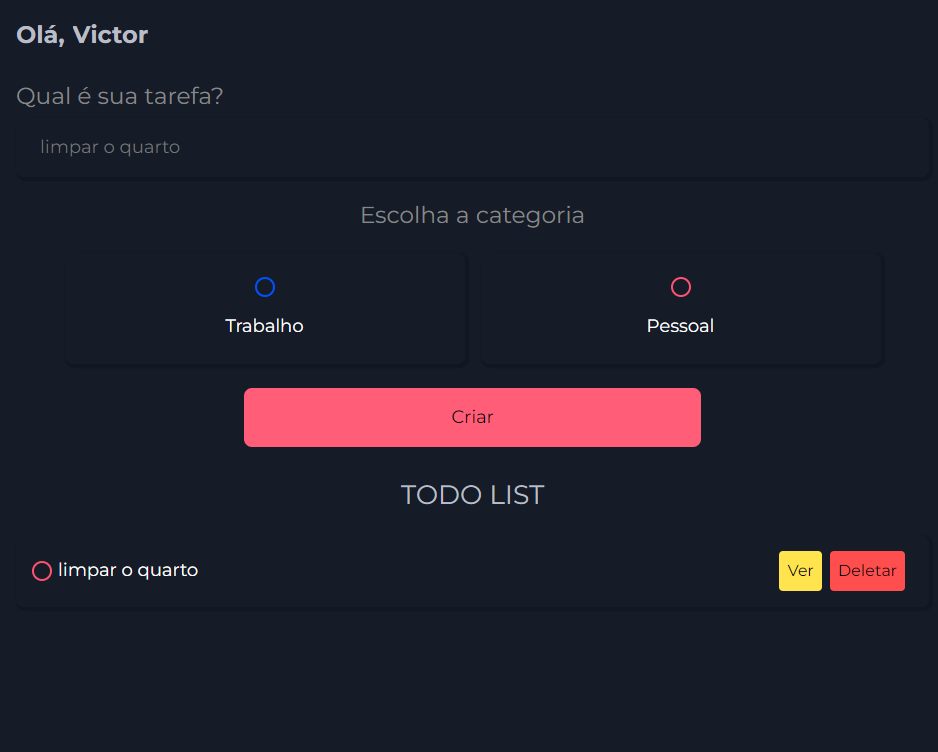 Olá, Victor
Qual é sua tarefa?
limpar o quarto
Escolha a categoria
Trabalho
Pessoal
Criar
TODO LIST
limpar o quarto
Ver
Deletar